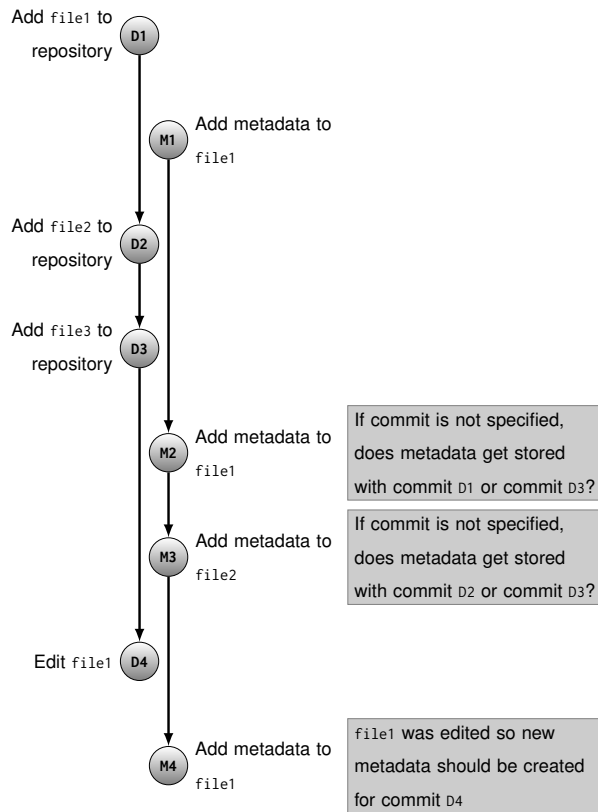 Add file1 to
repository
D1
M1
Add metadata to
file1
Add file2 to
repository
D2
Add file3 to
repository
D3
M2
Add metadata to
file1
If commit is not specified,
does metadata get stored
with commit D1 or commit D3?
M3
Add metadata to
file2
If commit is not specified,
does metadata get stored
with commit D2 or commit D3?
Edit file1
D4
M4
Add metadata to
file1
file1 was edited so new
metadata should be created
for commit D4